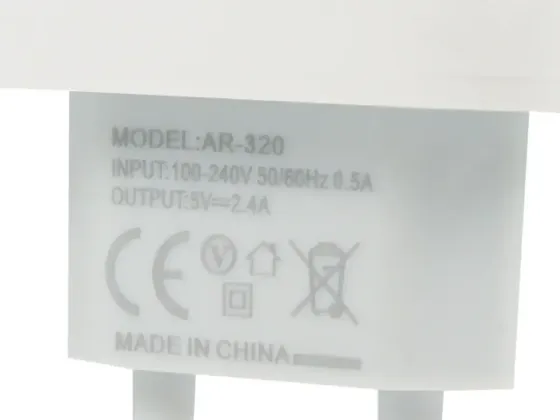 MODEL:AR-320
INPUT:100-240V 50/60Hz 0.5A
OUTPUT:5V⎓2.4A
CE V
MADE IN CHINA